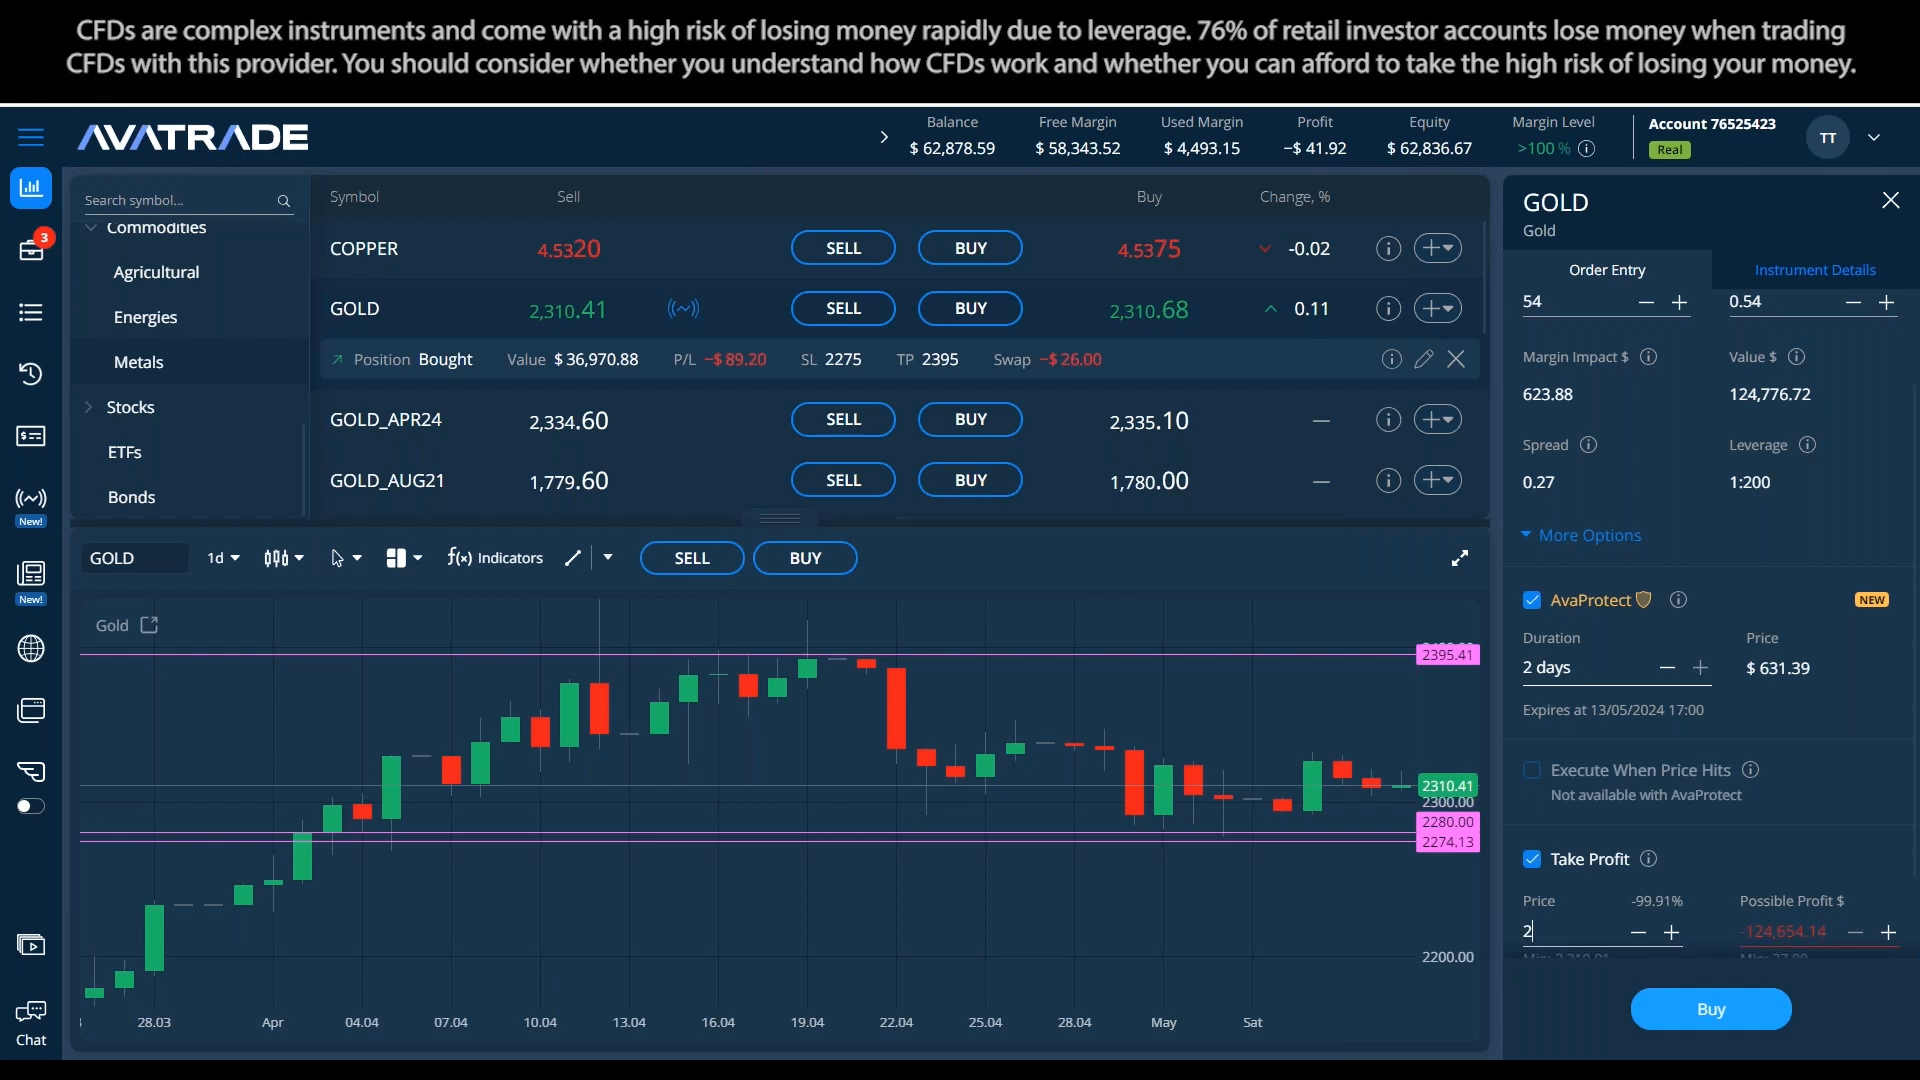 CFDs are complex instruments and come with a high risk of losing money rapidly due to leverage. 76% of retail investor accounts lose money when trading
CFDs with this provider. You should consider whether you understand how CFDs work and whether you can afford to take the high risk of losing your money.
AVATRADE
Balance Free Margin Used Margin Profit Equity Margin Level Account 76525423
$ 62,878.59 $ 58,343.52 $ 4,493.15 −$ 41.92 $ 62,836.67 >100 % Real
TT
Search symbol...
Commodities
Agricultural
Energies
Metals
Stocks
ETFs
Bonds
3
New!
New!
Chat
Symbol Sell Buy Change, %
COPPER 4.5320 SELL BUY 4.5375 -0.02
GOLD 2,310.41 SELL BUY 2,310.68 0.11
Position Bought Value $ 36,970.88 P/L −$ 89.20 SL 2275 TP 2395 Swap −$ 26.00
GOLD_APR24 2,334.60 SELL BUY 2,335.10 —
GOLD_AUG21 1,779.60 SELL BUY 1,780.00 —
GOLD 1d f(x) Indicators SELL BUY
Gold
2395.41
2310.41
2300.00
2280.00
2274.13
2200.00
28.03 Apr 04.04 07.04 10.04 13.04 16.04 19.04 22.04 25.04 28.04 May Sat
GOLD
Gold
Order Entry Instrument Details
54 — + 0.54 — +
Margin Impact $ Value $
623.88 124,776.72
Spread Leverage
0.27 1:200
More Options
AvaProtect NEW
Duration Price
2 days — + $ 631.39
Expires at 13/05/2024 17:00
Execute When Price Hits
Not available with AvaProtect
Take Profit
Price -99.91% Possible Profit $
2 — + -124,654.14 — +
Buy